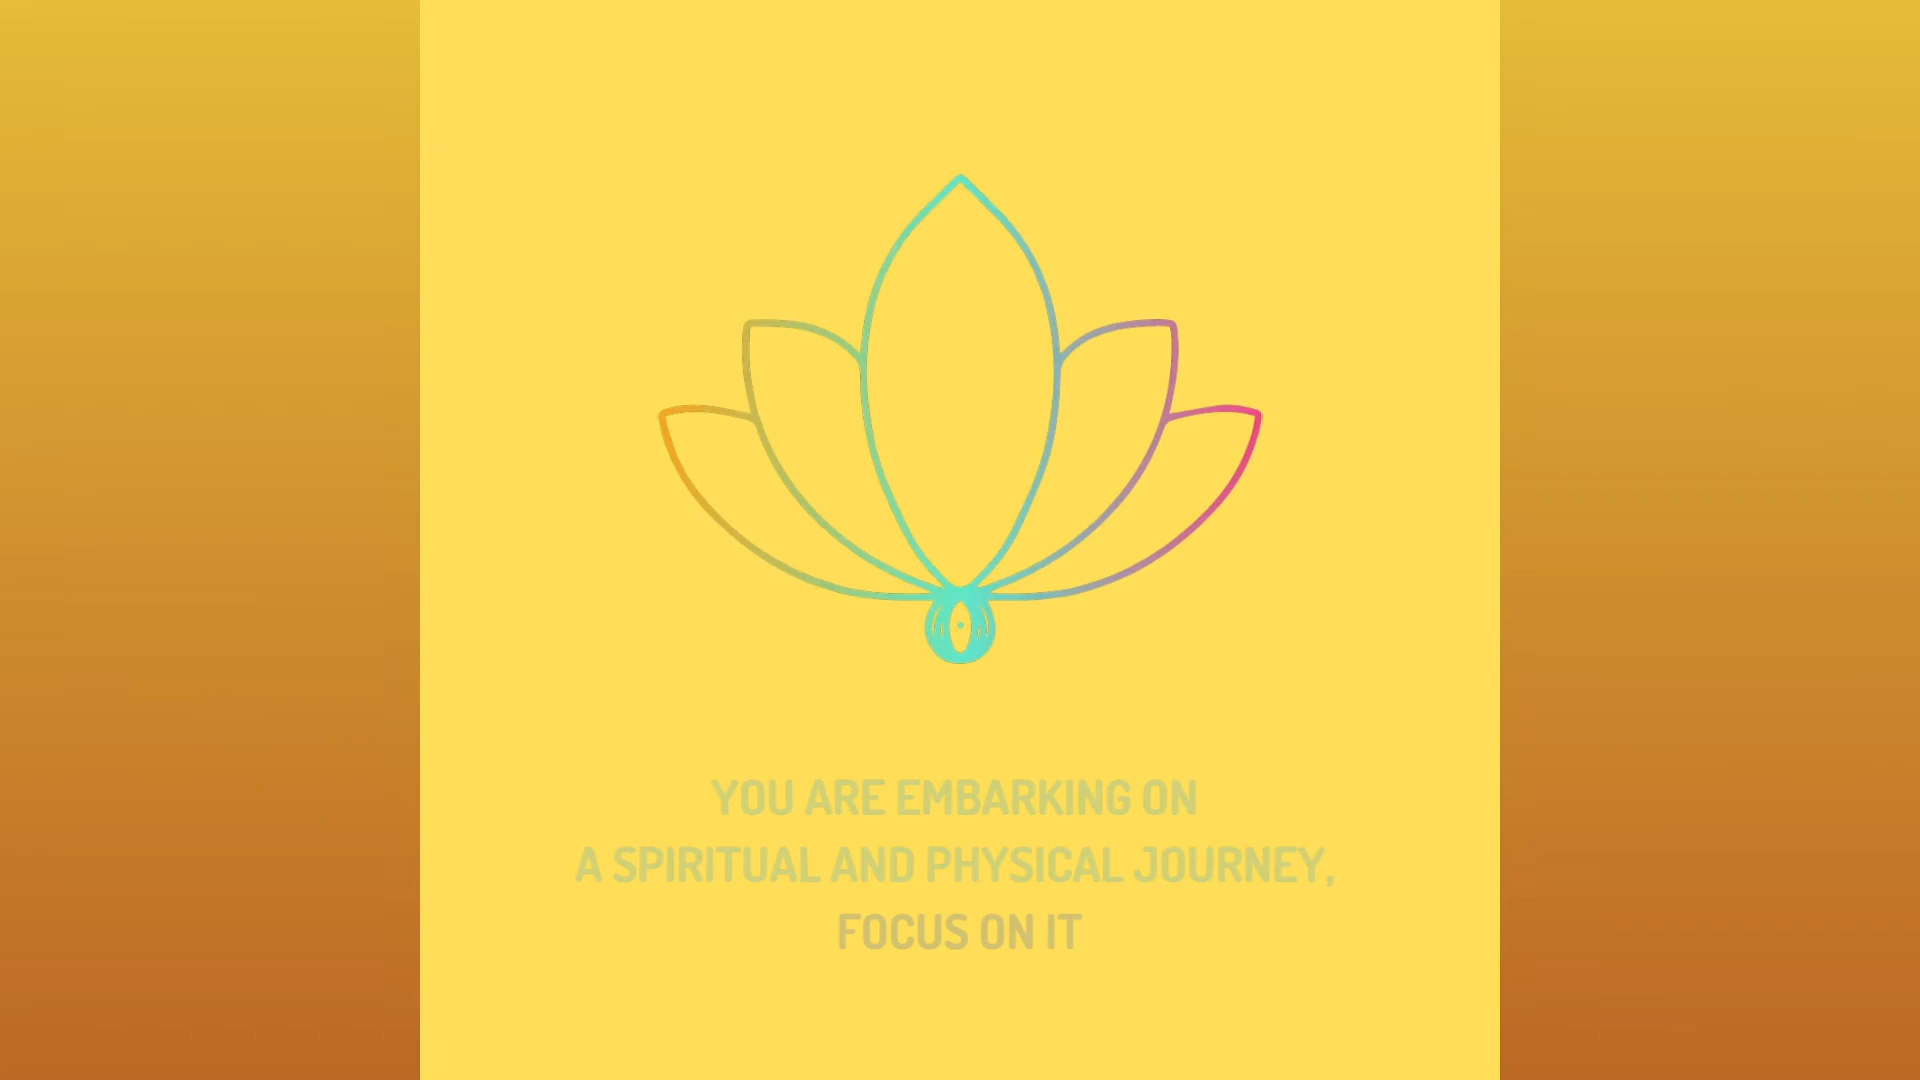 YOU ARE EMBARKING ON
A SPIRITUAL AND PHYSICAL JOURNEY,
FOCUS ON IT